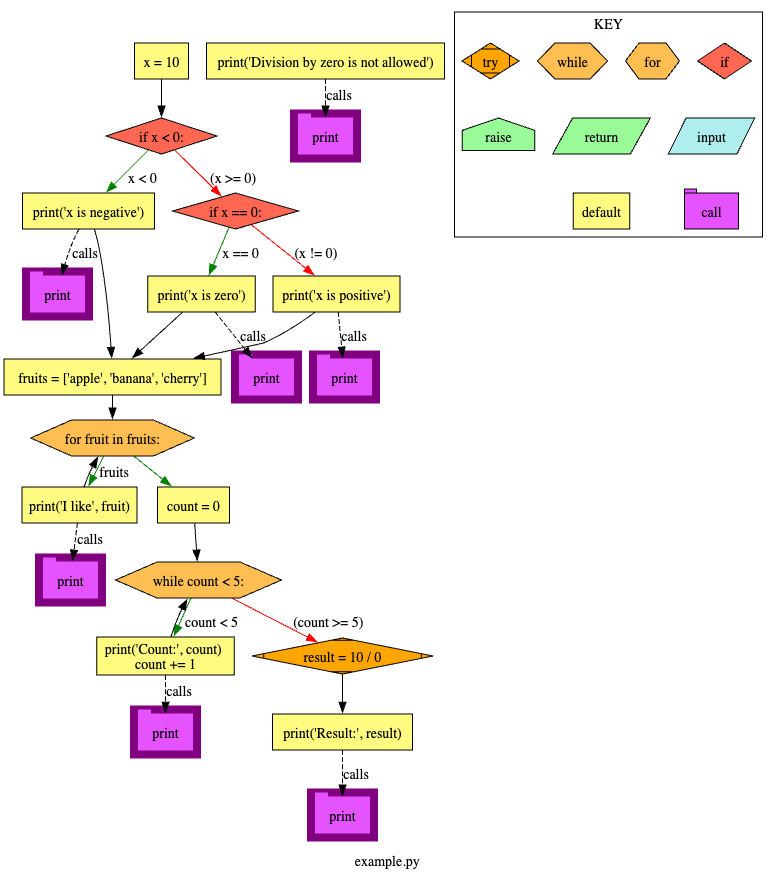 KEY
try
while
for
if
raise
return
input
default
call
x = 10
print('Division by zero is not allowed')
calls
print
if x < 0:
x < 0
(x >= 0)
print('x is negative')
if x == 0:
calls
x == 0
(x != 0)
print
print('x is zero')
print('x is positive')
calls
calls
fruits = ['apple', 'banana', 'cherry']
print
print
for fruit in fruits:
fruits
print('I like', fruit)
count = 0
calls
print
while count < 5:
count < 5
(count >= 5)
print('Count:', count)
count += 1
result = 10 / 0
calls
print
print('Result:', result)
calls
print
example.py